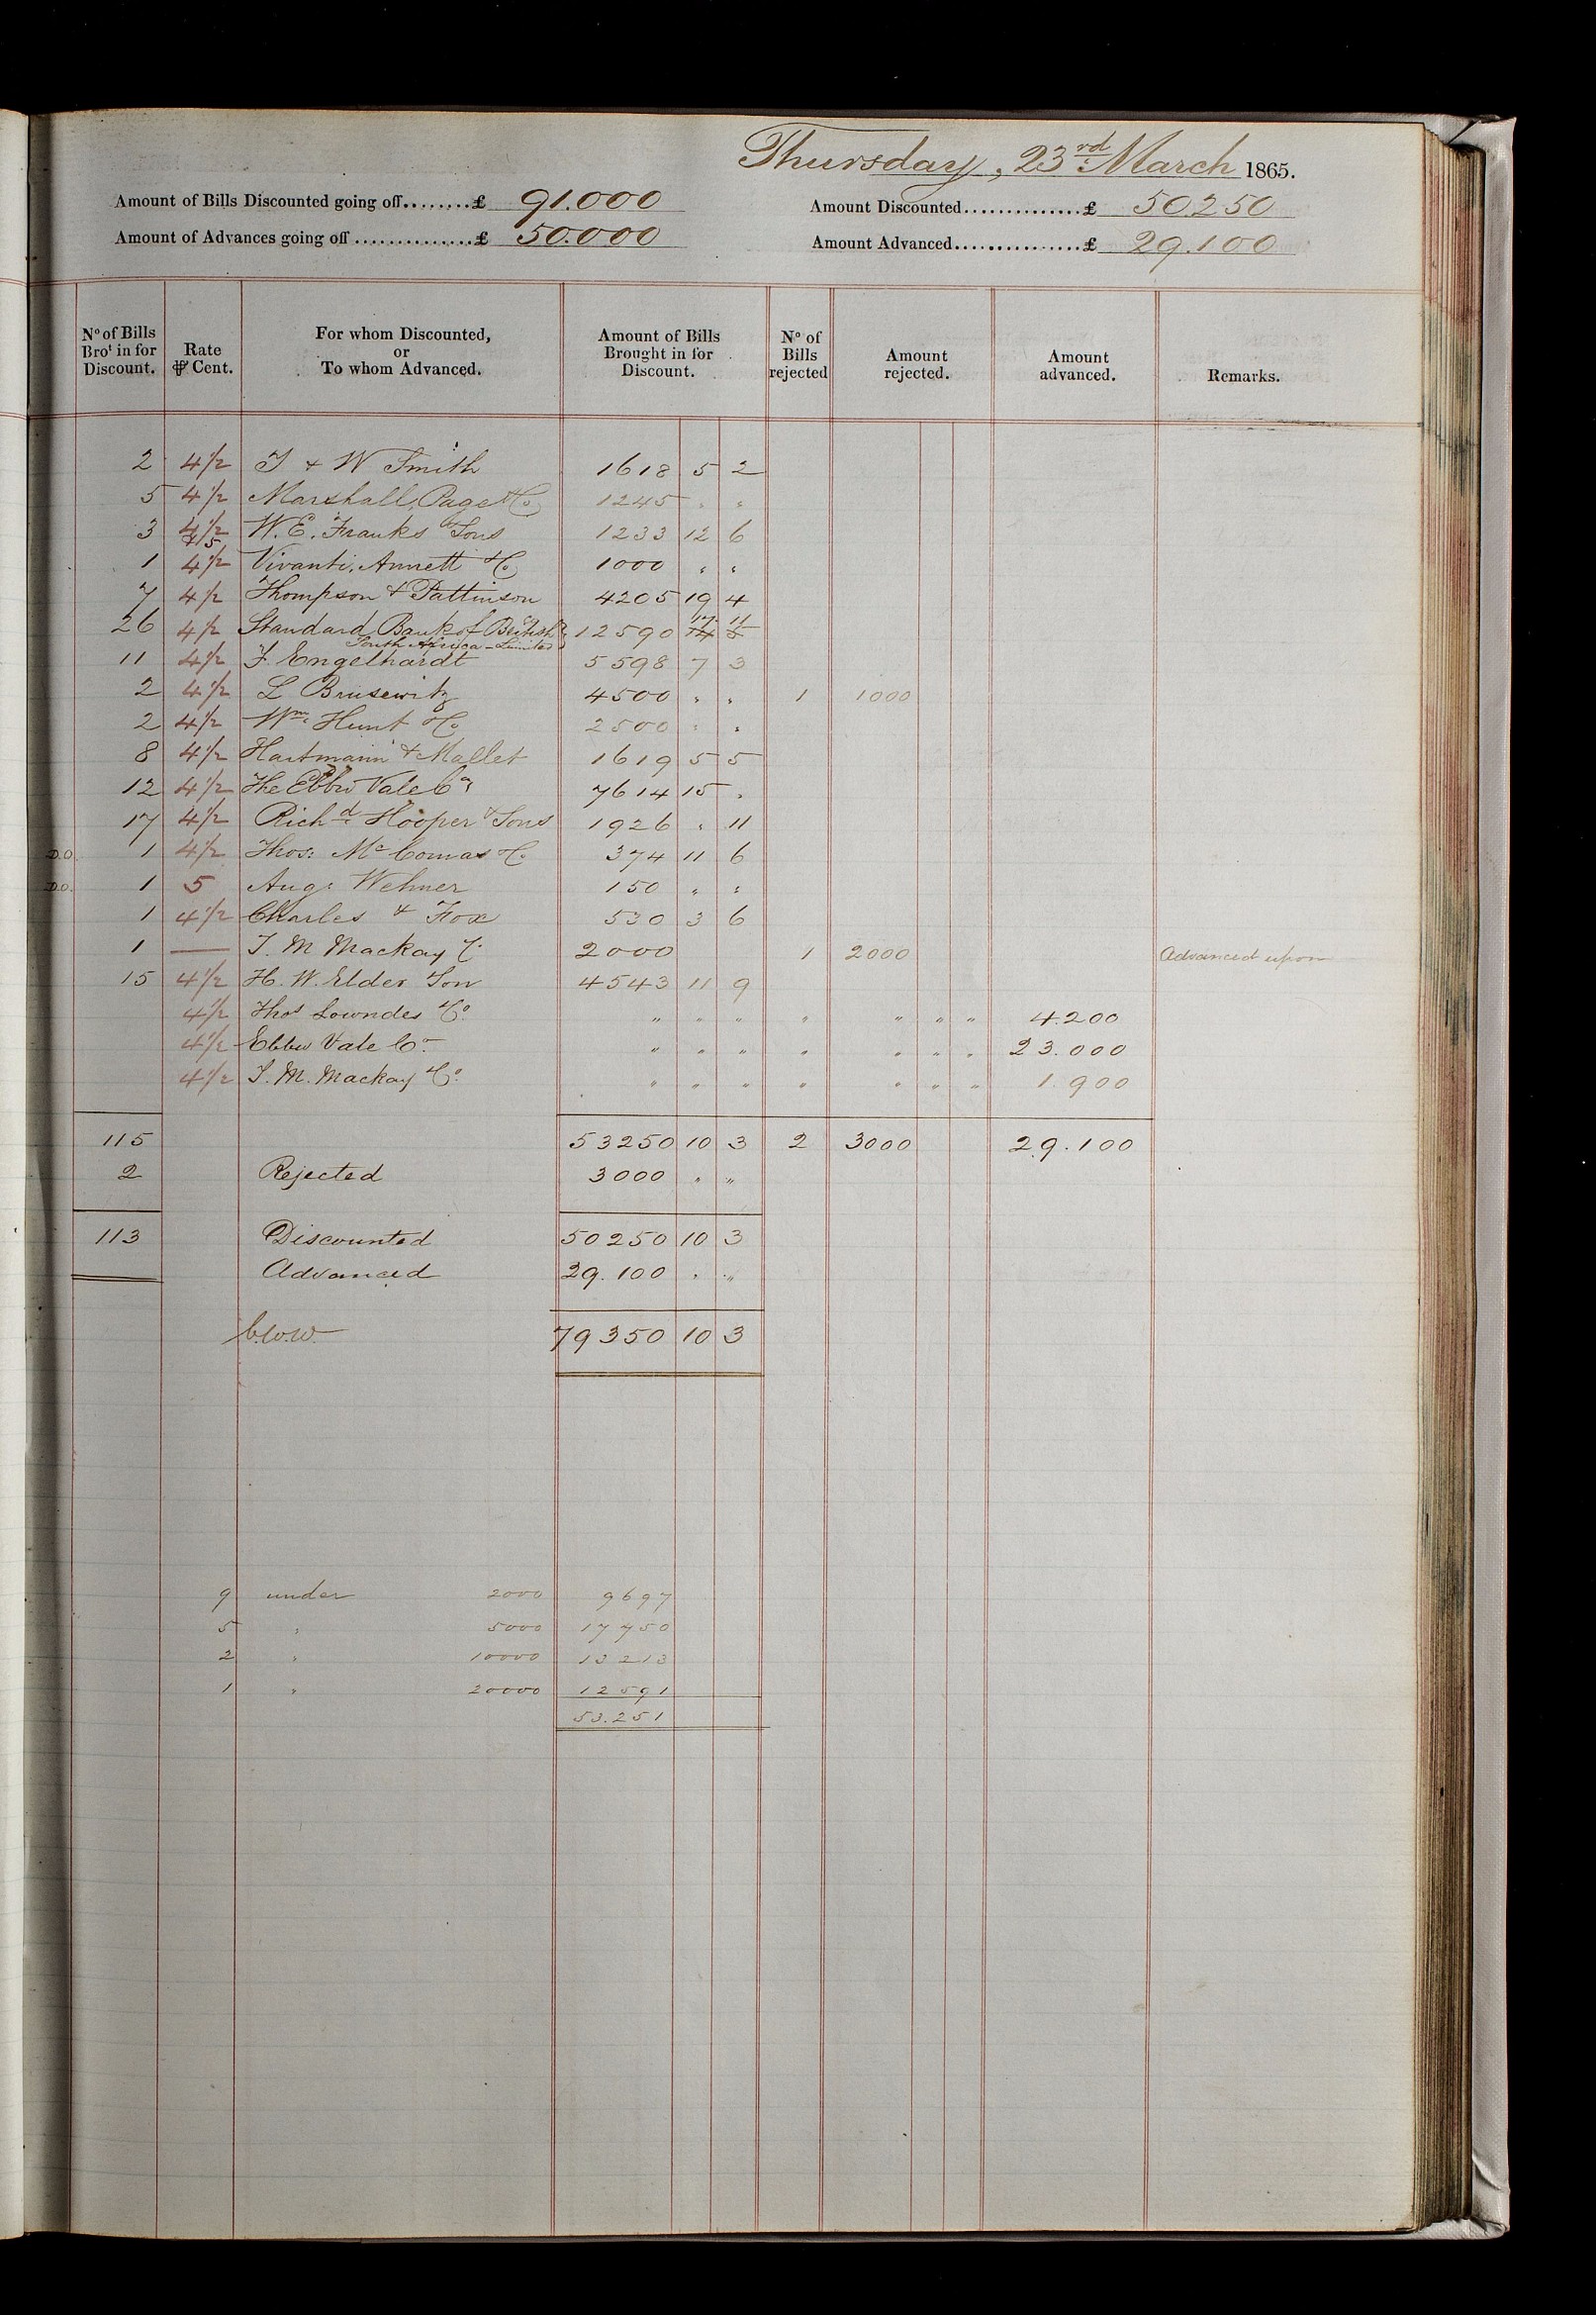 Thursday, 23rd March 1865.
Amount of Bills Discounted going off........£ 91.000
Amount Discounted..............£ 50.250
Amount of Advances going off ..............£ 50.000
Amount Advanced...............£ 29.100
No of Bills Brot in for Discount. Rate ⅌ Cent. For whom Discounted, or To whom Advanced. Amount of Bills Brought in for Discount. No of Bills rejected Amount rejected. Amount advanced. Remarks.
2 4½ T & W Smith 1618 5 2
5 4½ Marshall, Page & Co 1245 " "
3 4½ & 5 W. E. Franks & Sons 1233 12 6
1 4½ Vivanti, Annett & Co 1000 " "
7 4½ Thompson & Pattinson 4205 19 4
26 4½ Standard Bank of British South Africa - Limited 12590 17 11
11 4½ F. Engelhardt 5598 7 3
2 4½ L Brusewitz 4500 " " 1 1000
2 4½ Wm Hunt & Co 2500 " "
8 4½ Hartmann & Mallet 1619 5 5
12 4½ The Ebbw Vale Co 7614 15 "
17 4½ Richd Hooper & Sons 1926 " 11
D.O. 1 4½ Thos: Mc Comas & Co 374 11 6
D.O. 1 5 Aug: Wehner 150 " "
1 4½ Charles & Fox 530 3 6
1 — T. M Mackay & Co 2000 1 2000 Advanced upon
15 4½ H. W. Elder & Son 4543 11 9
4½ Thos Lowndes & Co " " " " " " " 4.200
4½ Ebbw Vale Co " " " " " " " 23.000
4½ T. M. Mackay & Co " " " " " " " 1.900
115 53250 10 3 2 3000 29.100
2 Rejected 3000 " "
113 Discounted 50250 10 3
Advanced 29.100 " "
79350 10 3
9 under 2000 9697
5 " 5000 17750
2 " 10000 13213
1 " 20000 12591
53.251